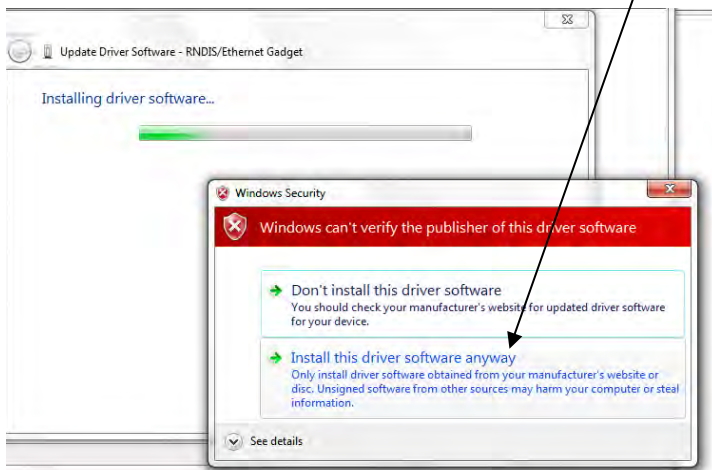 Update Driver Software - RNDIS/Ethernet Gadget
Installing driver software...
Windows Security
Windows can't verify the publisher of this driver software
Don't install this driver software
You should check your manufacturer's website for updated driver software
for your device.
Install this driver software anyway
Only install driver software obtained from your manufacturer's website or
disc. Unsigned software from other sources may harm your computer or steal
information.
See details